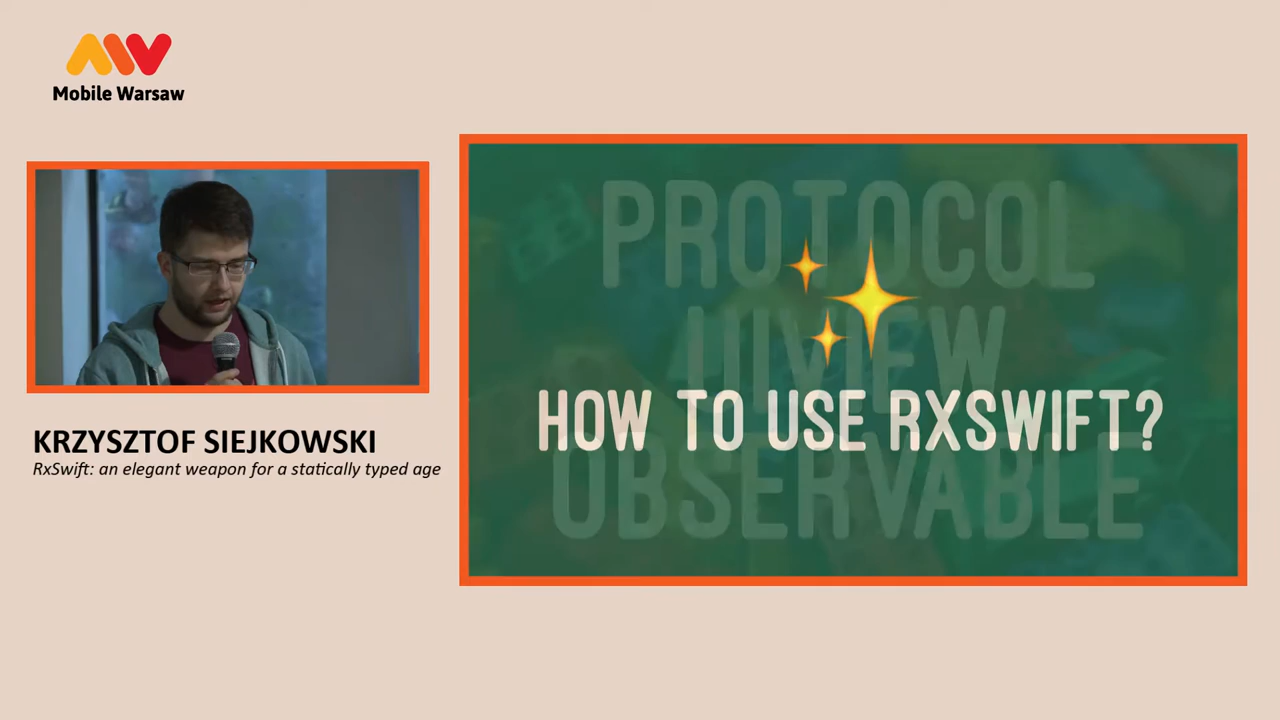 Mobile Warsaw
KRZYSZTOF SIEJKOWSKI
RxSwift: an elegant weapon for a statically typed age
PROTOCOL
UIVIEW
HOW TO USE RXSWIFT?
OBSERVABLE